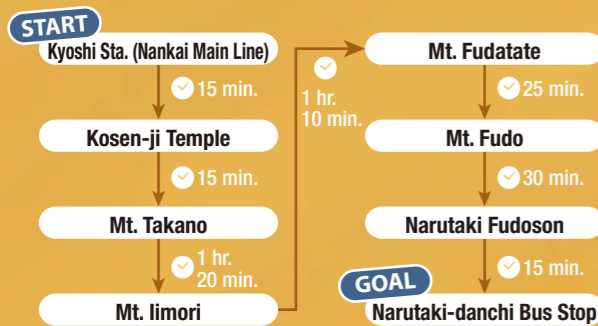 START
Kyoshi Sta. (Nankai Main Line)
15 min.
Kosen-ji Temple
15 min.
Mt. Takano
1 hr.
20 min.
Mt. Iimori
1 hr.
10 min.
Mt. Fudatate
25 min.
Mt. Fudo
30 min.
Narutaki Fudoson
15 min.
GOAL
Narutaki-danchi Bus Stop